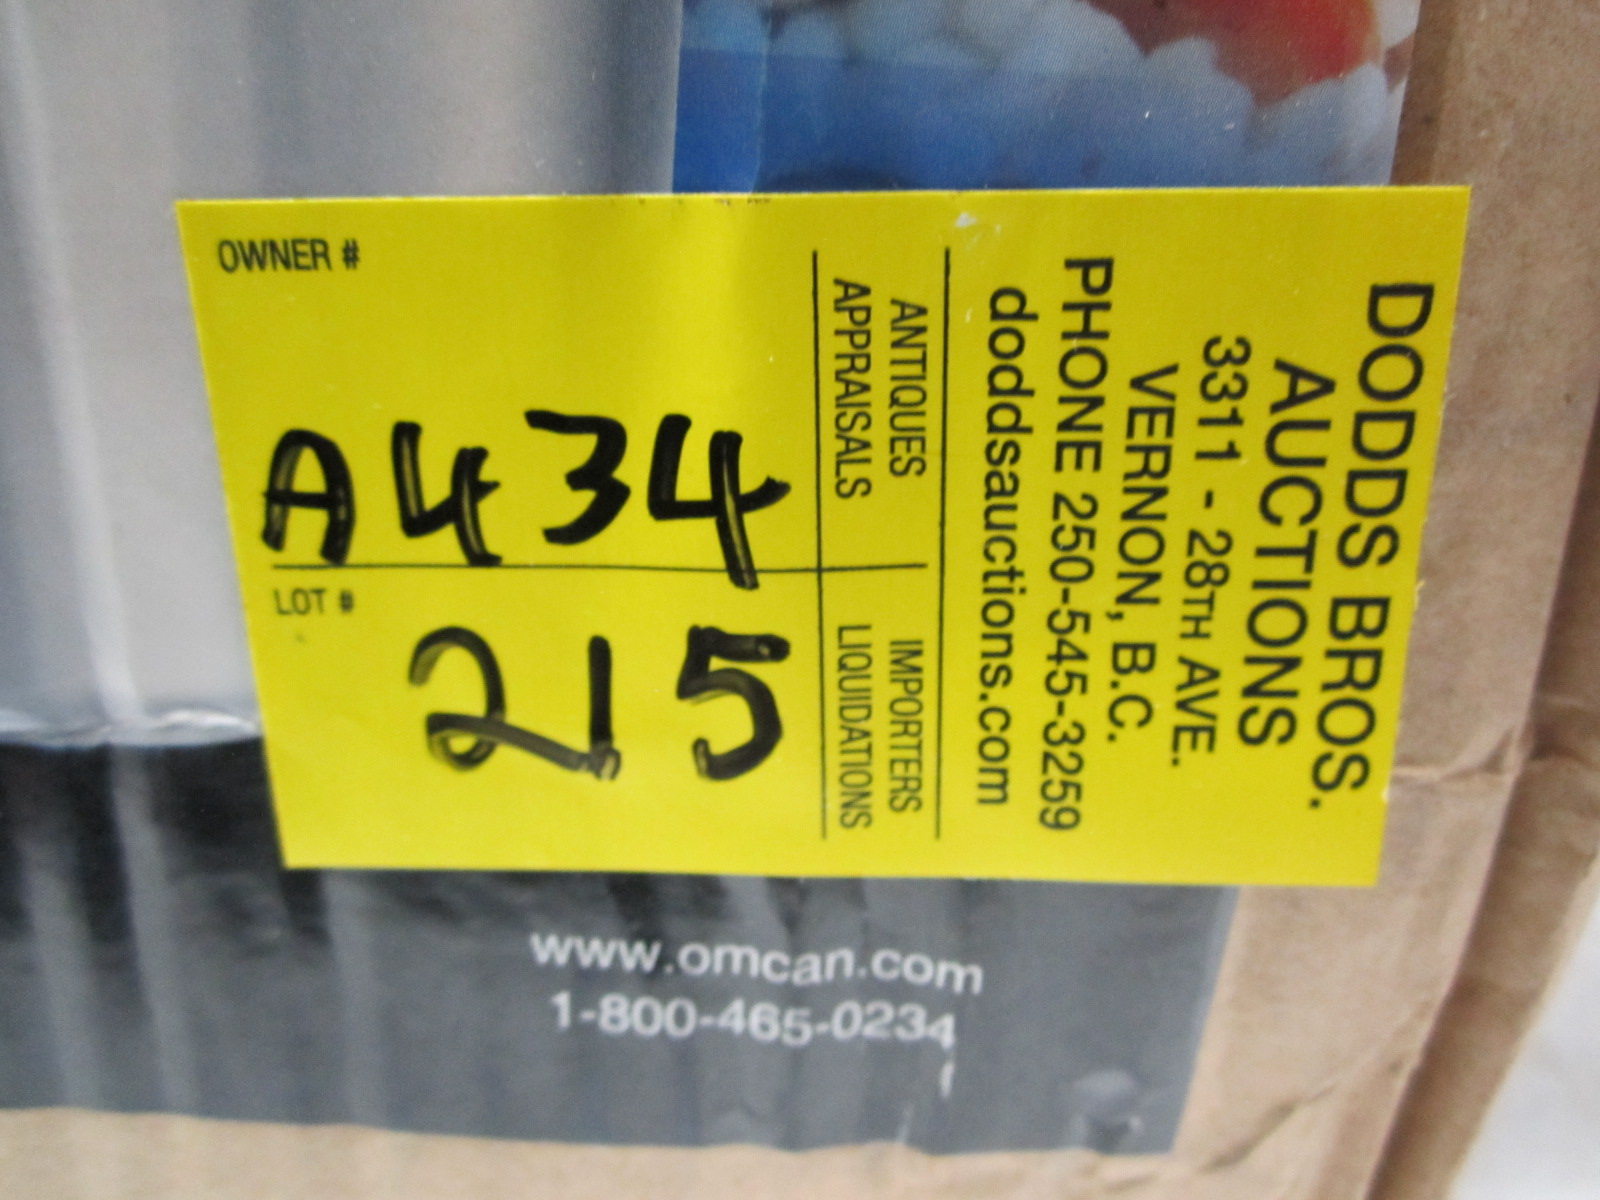 OWNER #
A434
LOT #
215
DODDS BROS.
AUCTIONS
3311 - 28TH AVE.
VERNON, B.C.
PHONE 250-545-3259
doddsauctions.com
ANTIQUES IMPORTERS
APPRAISALS LIQUIDATIONS
www.omcan.com
1-800-465-0234